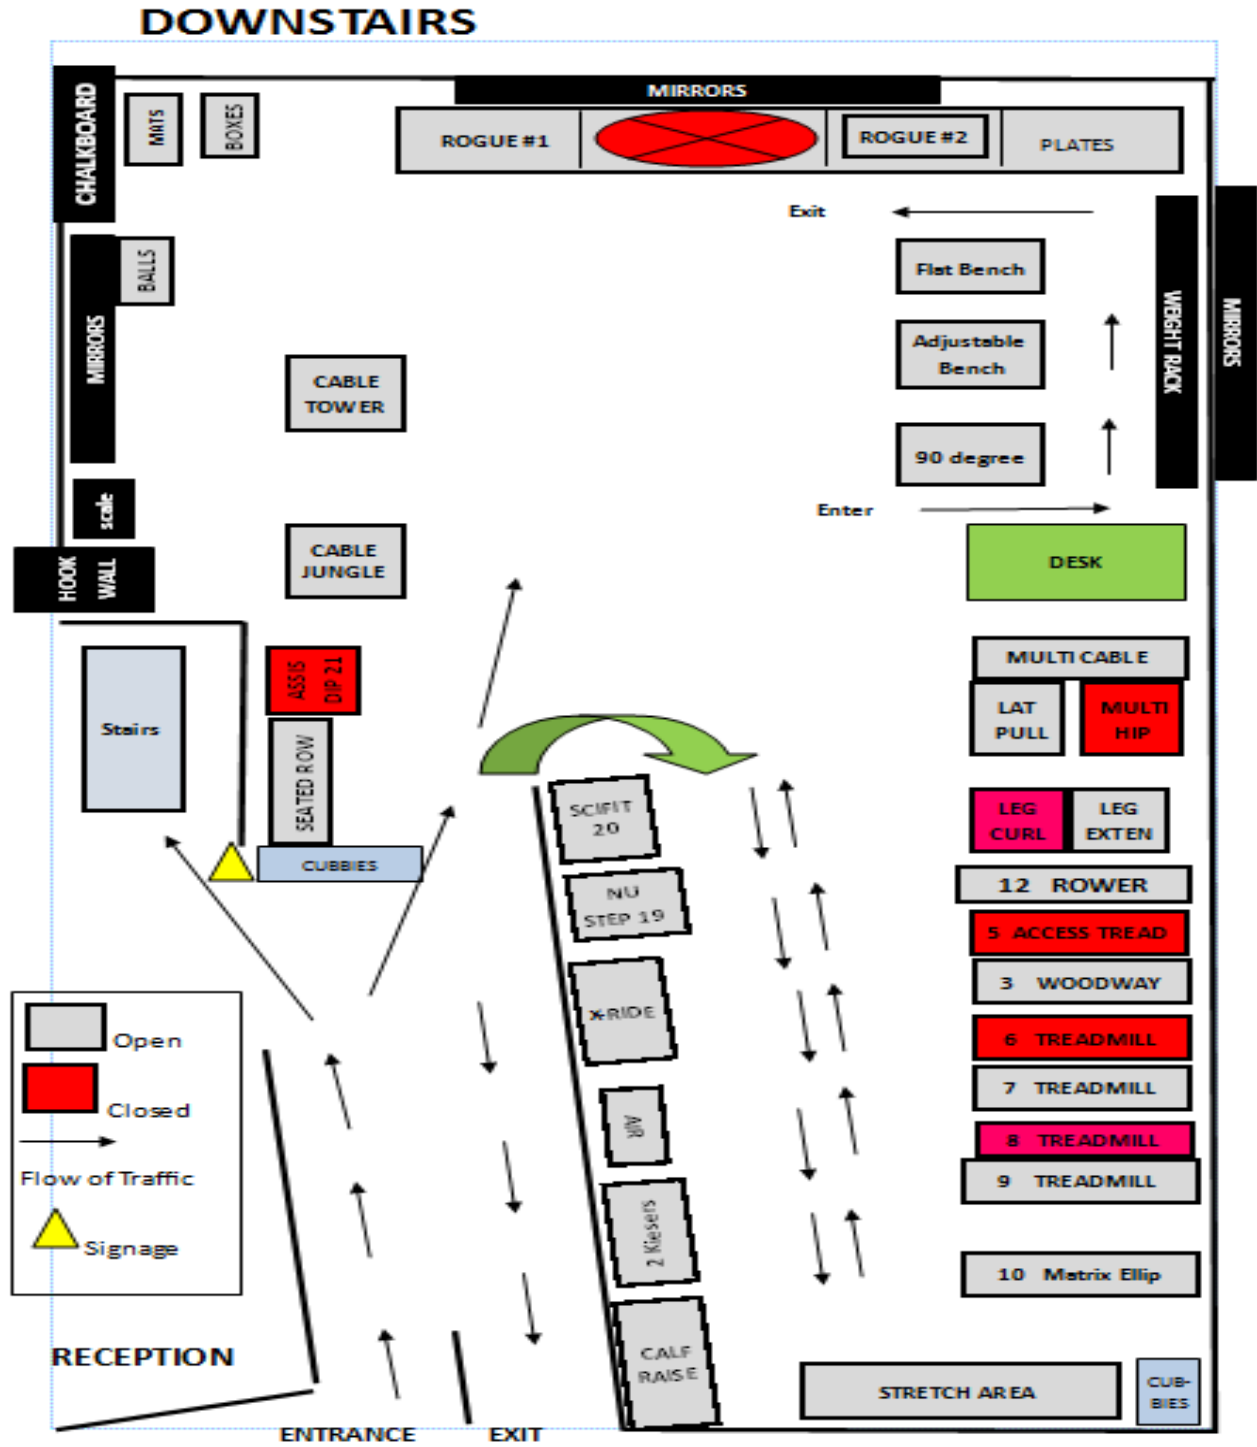 DOWNSTAIRS
CHALKBOARD
MATS
BOXES
MIRRORS
ROGUE #1
ROGUE #2
PLATES
Exit
BALLS
MIRRORS
Flat Bench
Adjustable
Bench
90 degree
WEIGHT RACK
MIRRORS
CABLE
TOWER
scale
Enter
HOOK
WALL
CABLE
JUNGLE
DESK
Stairs
ASSIS
DIP 21
SEATED ROW
CUBBIES
MULTI CABLE
LAT
PULL
MULTI
HIP
LEG
CURL
LEG
EXTEN
SCIFIT
20
NU
STEP 19
X-RIDE
AIR
2 Kiesers
CALF
RAISE
12 ROWER
5 ACCESS TREAD
3 WOODWAY
6 TREADMILL
7 TREADMILL
8 TREADMILL
9 TREADMILL
10 Matrix Ellip
STRETCH AREA
CUB-
BIES
Open
Closed
Flow of Traffic
Signage
RECEPTION
ENTRANCE
EXIT